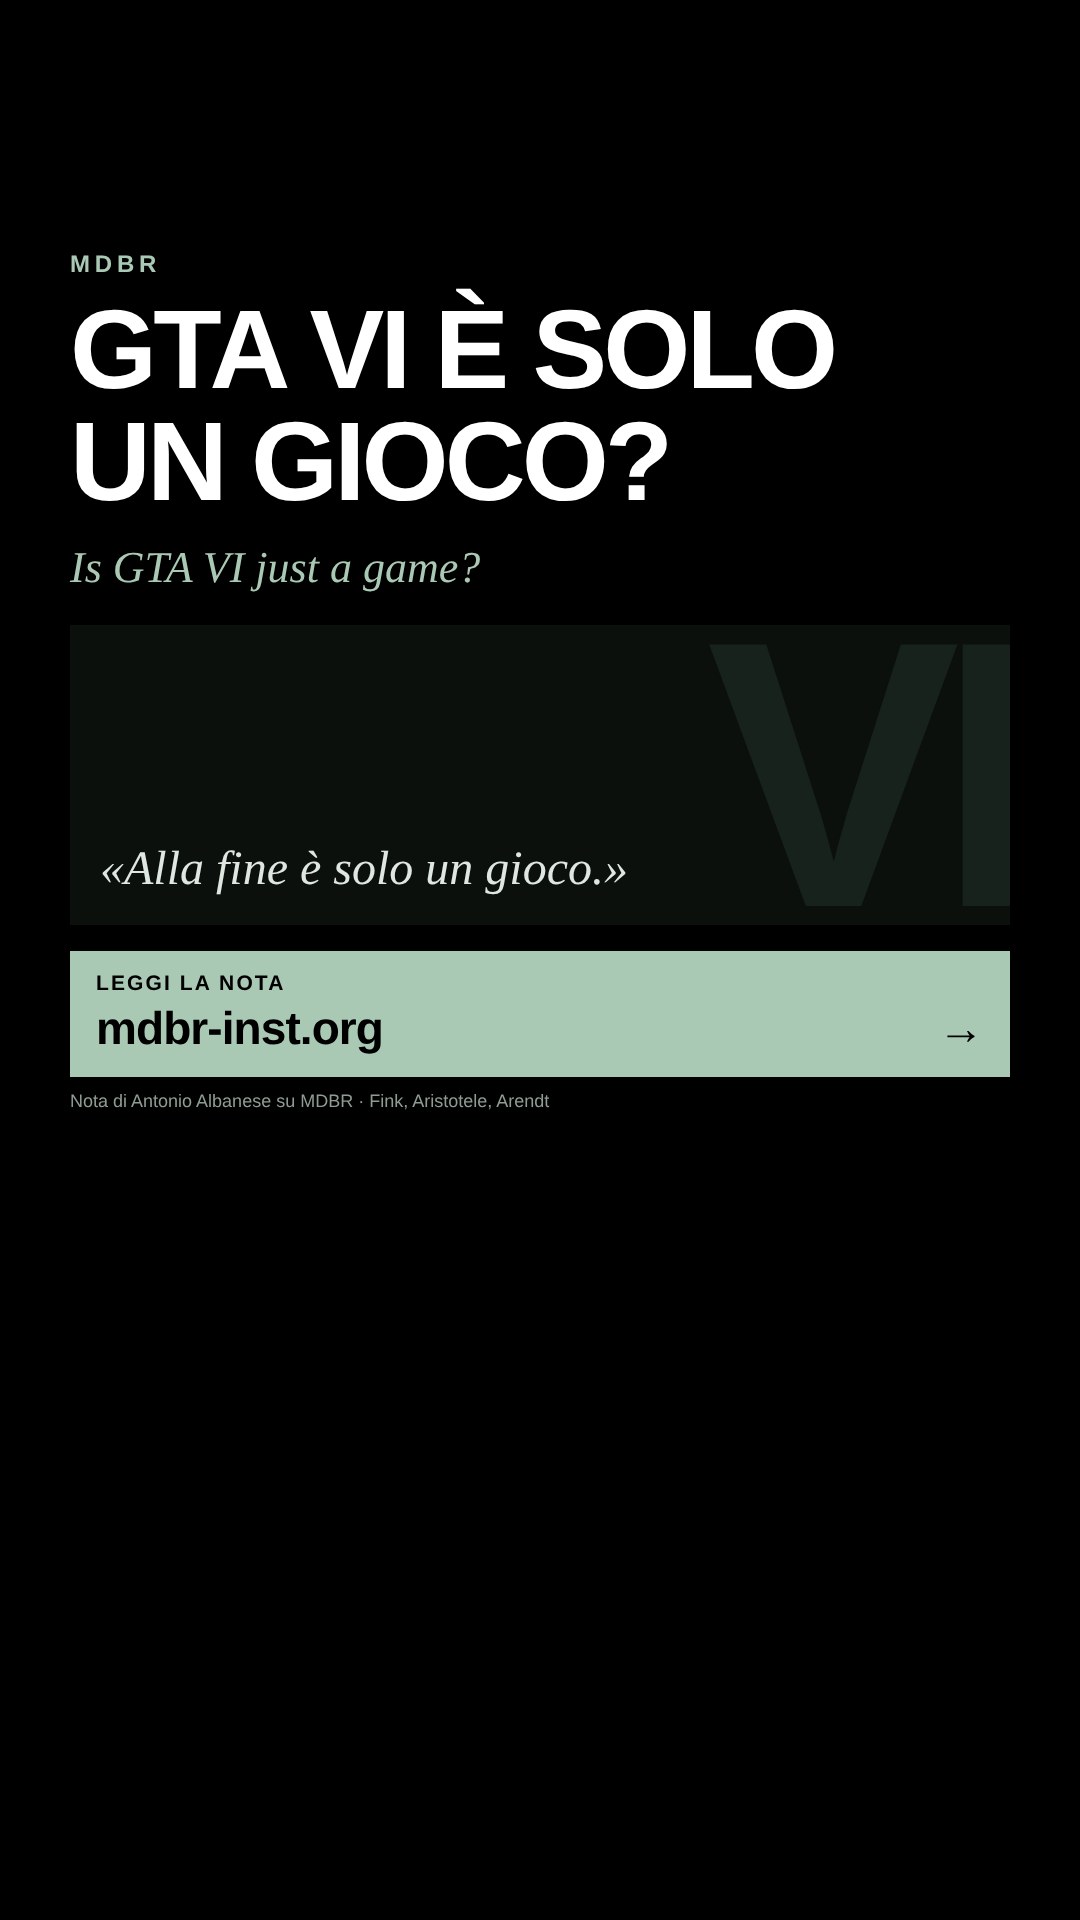 MDBR
GTA VI È SOLO
UN GIOCO?
Is GTA VI just a game?
VI
«Alla fine è solo un gioco.»
LEGGI LA NOTA
mdbr-inst.org
→
Nota di Antonio Albanese su MDBR · Fink, Aristotele, Arendt